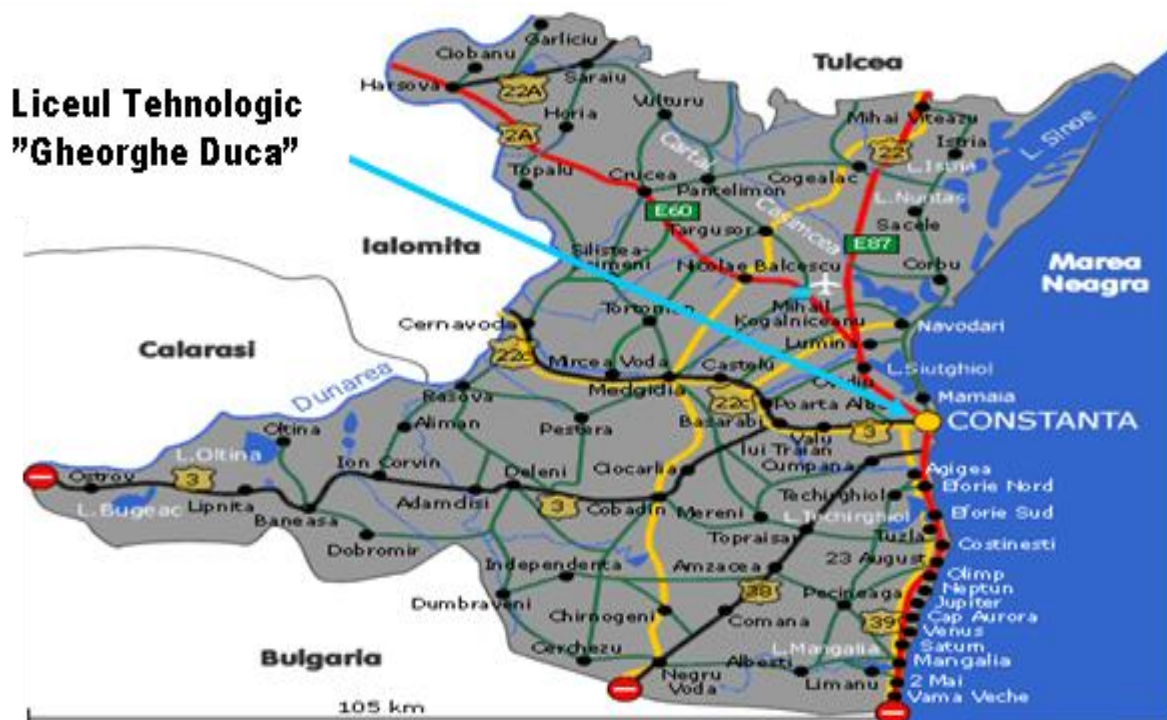 Garliciu
Ciobanu
Saraiu
Harsova
22A
Tulcea
Liceul Tehnologic
”Gheorghe Duca”
Vulturu
Horia
2A
Mihai Viteazu
Istria
22
L. Sinoe
L.Istria
Cartal
Topalu
Crucea
Pantelimon
Cogealac
L.Nuntas
Sacele
E60
Casimcea
Targusor
E87
Ialomita
Silistea-
Nicolae Balcescu
Corbu
Marea
Neagra
Tortoman
Mihail
Kogalniceanu
Navodari
Cernavoda
Lumina
Calarasi
22c
Mircea Voda
Castelu
L.Siutghiol
Ovidiu
Dunarea
Medgidia
Rasova
22c
Poarta Alba
Mamaia
Basarabi
CONSTANTA
Oltina
Aliman
Pestera
Valu
3
lui Traian
L.Oltina
Ion Corvin
Deleni
Ciocarlia
Cumpana
Agigea
Ostrov
3
Eforie Nord
Lipnita
Adamclisi
Techirghiol
L.Bugeac
Baneasa
3
Cobadin
Mereni
L.Techirghiol
Eforie Sud
Dobromir
Topraisar
Tuzla
Costinesti
Independenta
Amzacea
23 August
Olimp
Neptun
Dumbraveni
38
Pecineaga
Jupiter
Chirnogeni
Comana
39
Cap Aurora
Venus
Bulgaria
Cerchezu
L.Mangalia
Saturn
Negru
Voda
Albesti
Mangalia
Limanu
2 Mai
Vama Veche
105 km